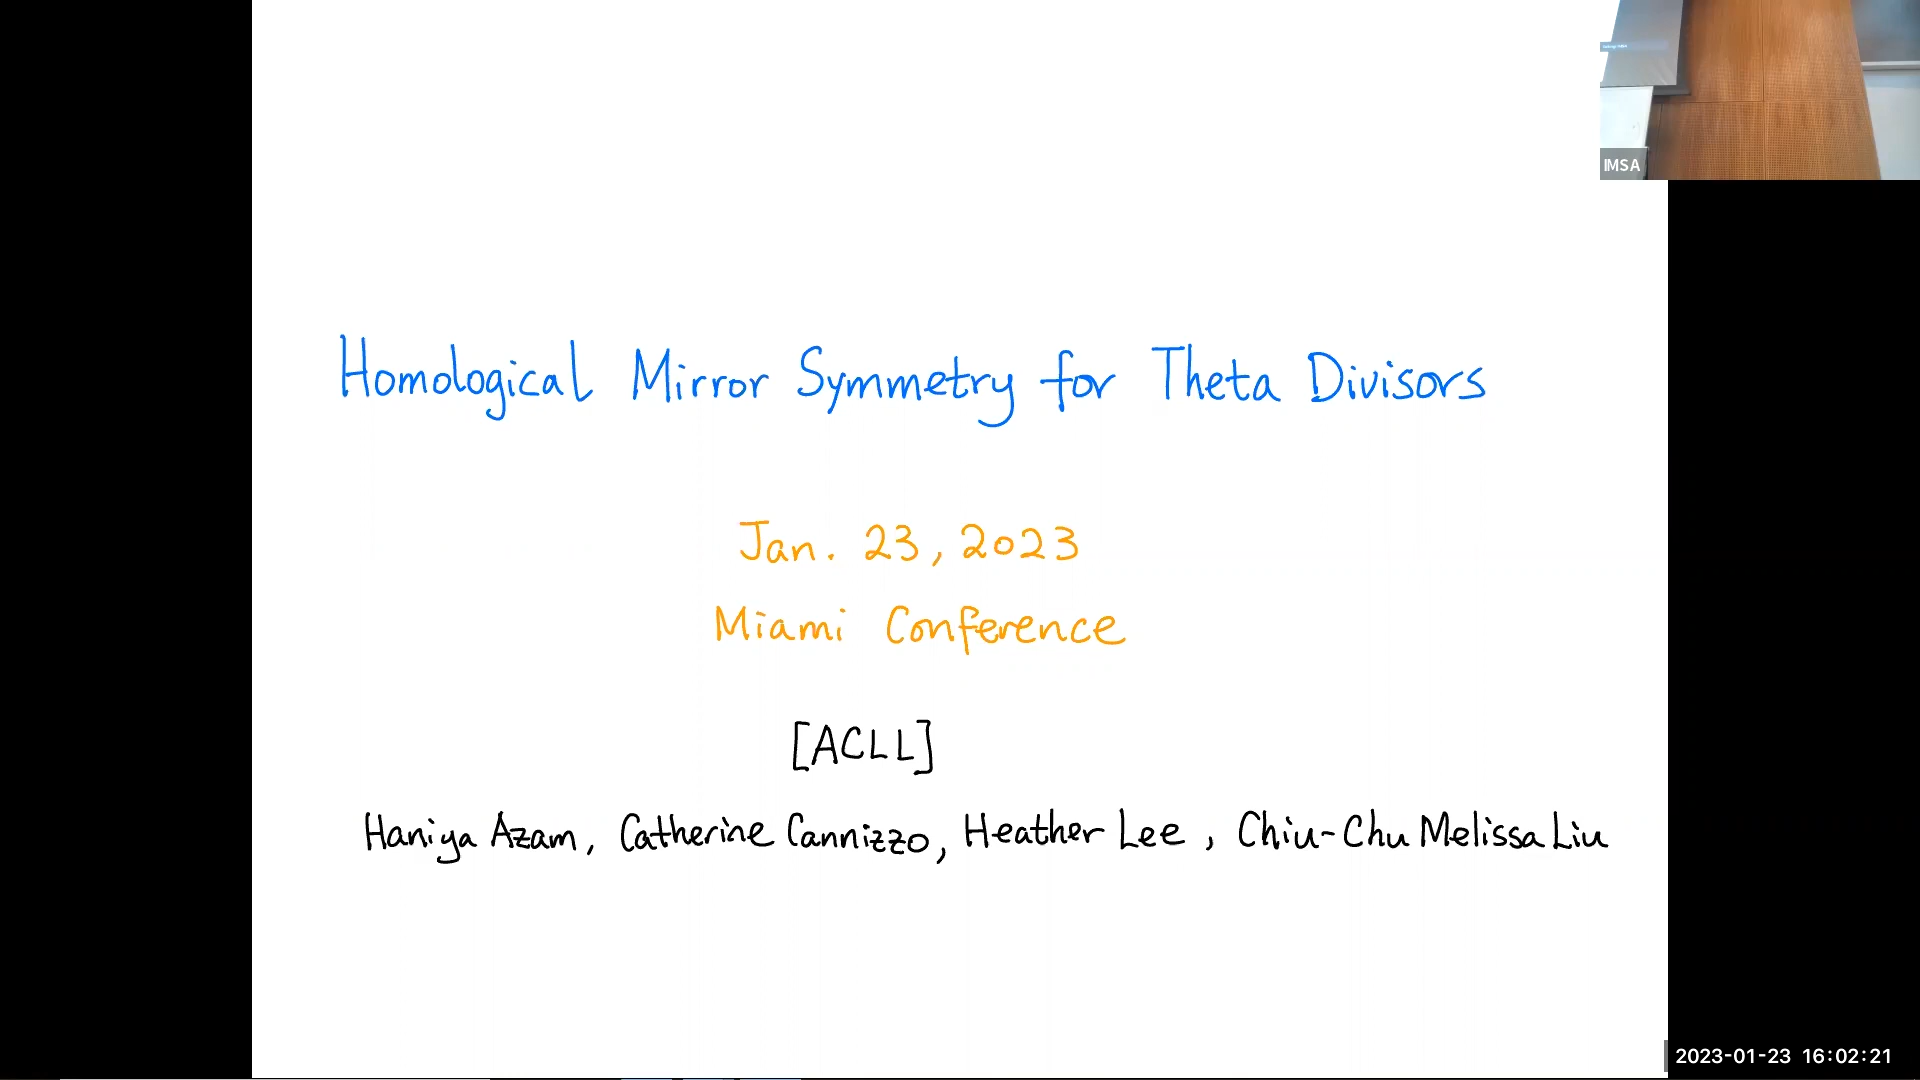 IMSA
Homological Mirror Symmetry for Theta Divisors
Jan. 23, 2023
Miami Conference
[ACLL]
Haniya Azam, Catherine Cannizzo, Heather Lee, Chiu-Chu Melissa Liu
2023-01-23 16:02:21